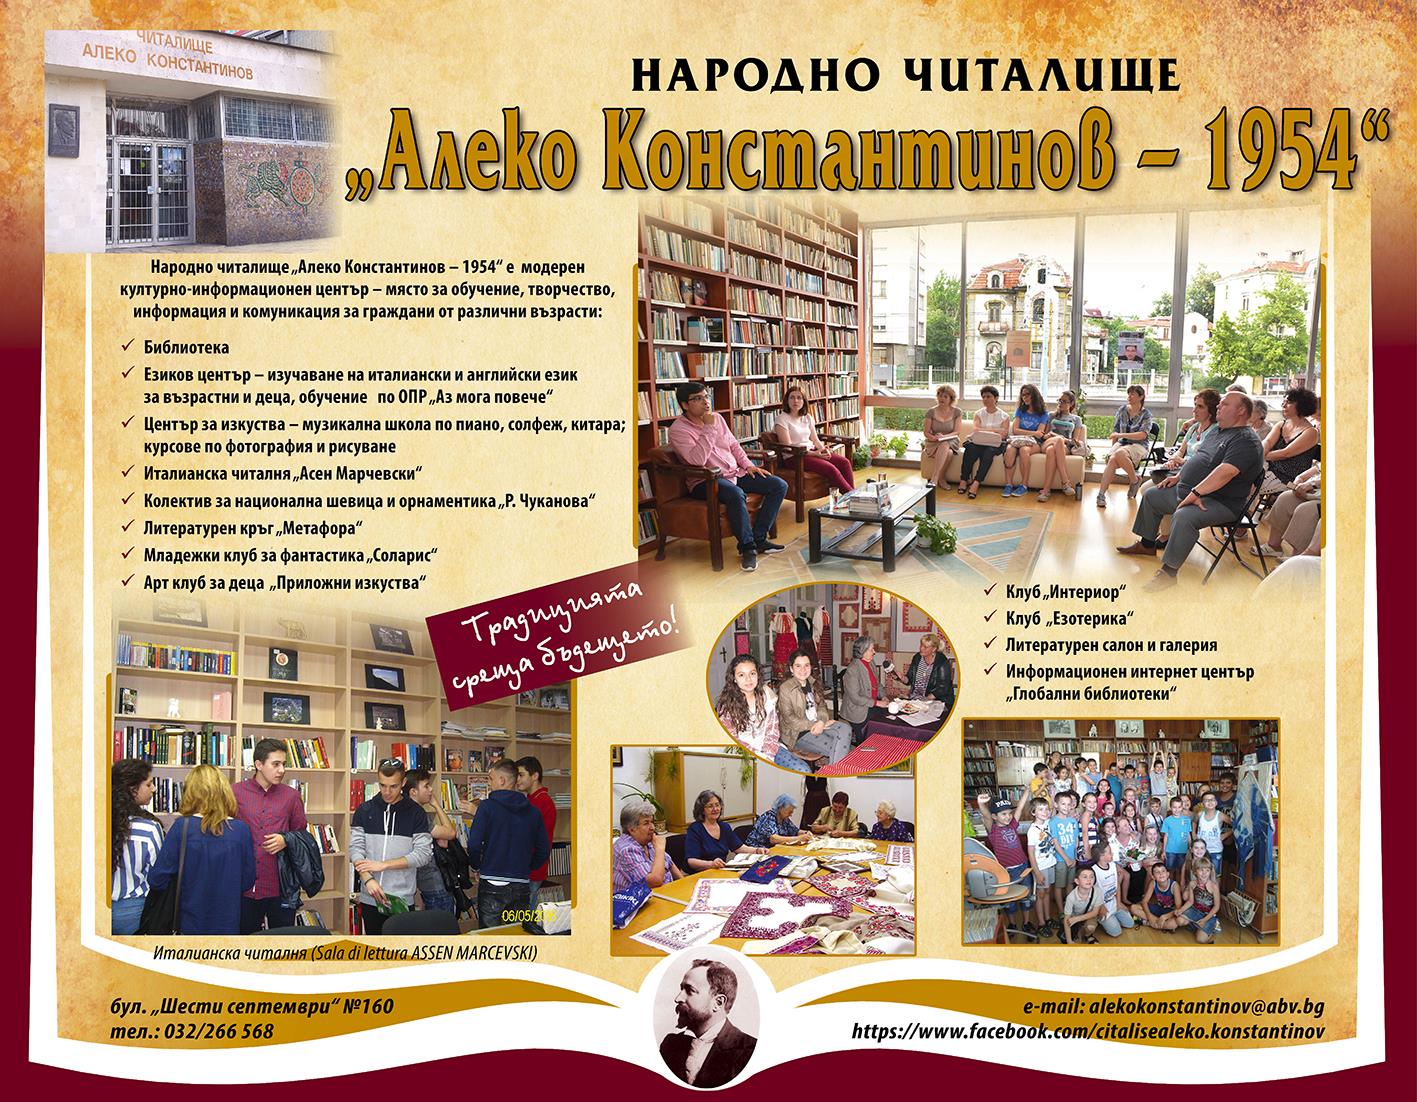 ЧИТАЛИЩЕ
АЛЕКО КОНСТАНТИНОВ
НАРОДНО ЧИТАЛИЩЕ
„Алеко Константинов – 1954“
Народно читалище „Алеко Константинов – 1954“ е модерен
културно-информационен център – място за обучение, творчество,
информация и комуникация за граждани от различни възрасти:
✓ Библиотека
✓ Езиков център – изучаване на италиански и английски език
за възрастни и деца, обучение по ОПР „Аз мога повече“
✓ Център за изкуства – музикална школа по пиано, солфеж, китара;
курсове по фотография и рисуване
✓ Италианска читалня „Асен Марчевски“
✓ Колектив за национална шевица и орнаментика „Р. Чуканова“
✓ Литературен кръг „Метафора“
✓ Младежки клуб за фантастика „Соларис“
✓ Арт клуб за деца „Приложни изкуства“
✓ Клуб „Интериор“
✓ Клуб „Езотерика“
✓ Литературен салон и галерия
✓ Информационен интернет център
„Глобални библиотеки“
Традицията
среща бъдещето!
Италианска читалня (Sala di lettura ASSEN MARCEVSKI)
бул. „Шести септември“ №160
тел.: 032/266 568
e-mail: alekokonstantinov@abv.bg
https://www.facebook.com/citalisealeko.konstantinov